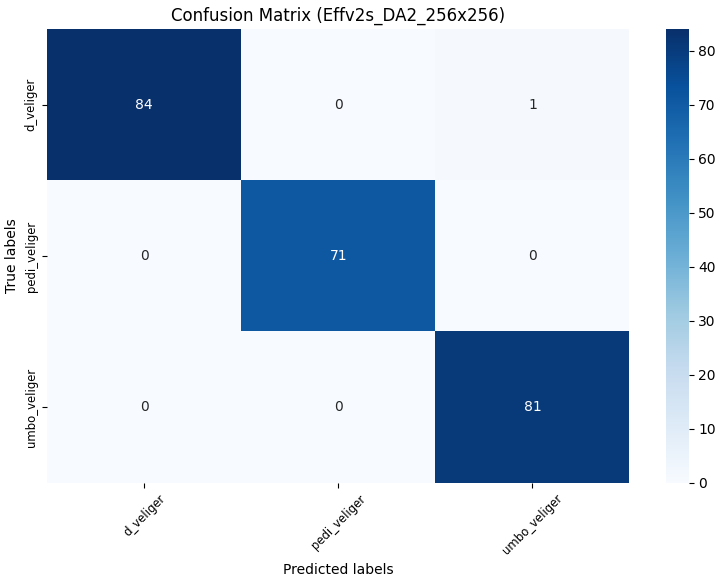 Confusion Matrix (Effv2s_DA2_256x256)
True labels
d_veliger
84 0 1
pedi_veliger
0 71 0
umbo_veliger
0 0 81
d_veliger pedi_veliger umbo_veliger
Predicted labels
80
70
60
50
40
30
20
10
0